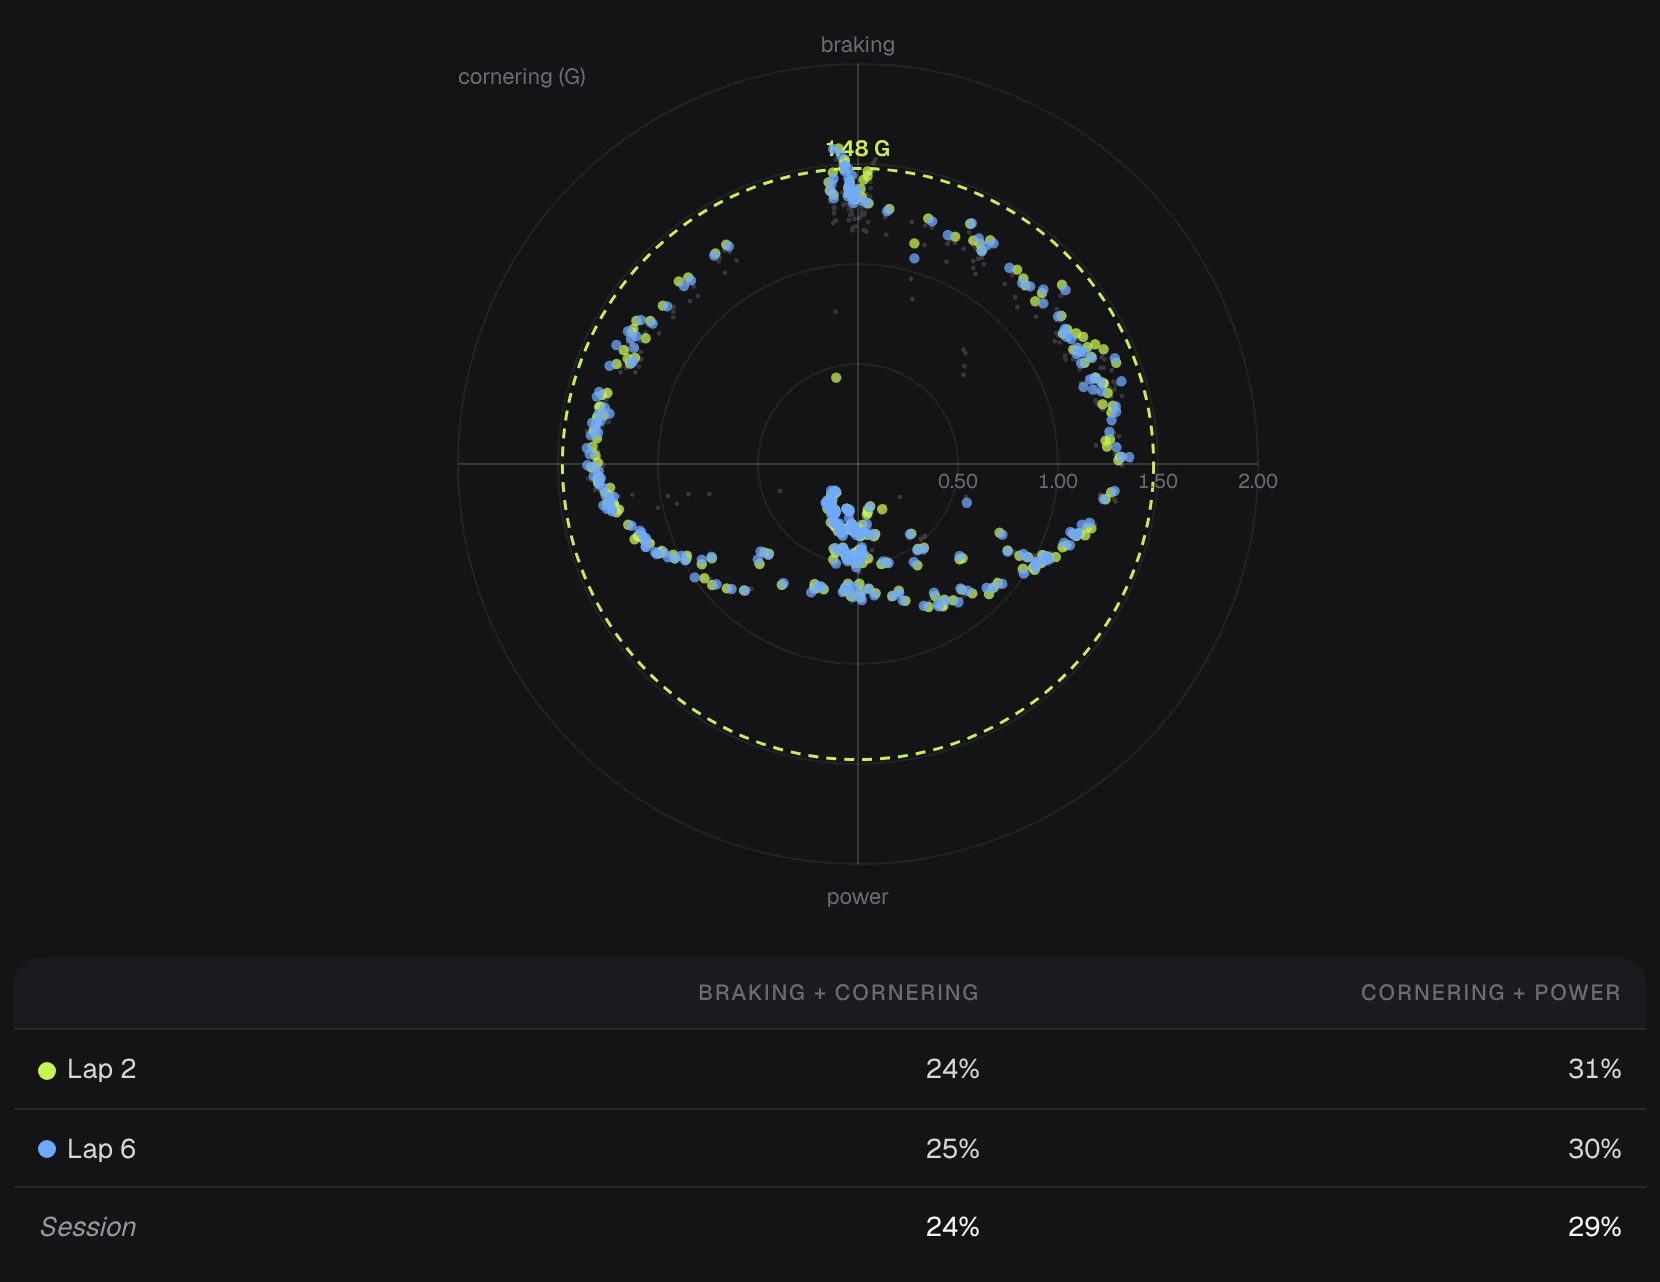 braking
cornering (G)
1.48 G
0.50
1.00
1.50
2.00
power
BRAKING + CORNERING
CORNERING + POWER
Lap 2
24%
31%
Lap 6
25%
30%
Session
24%
29%